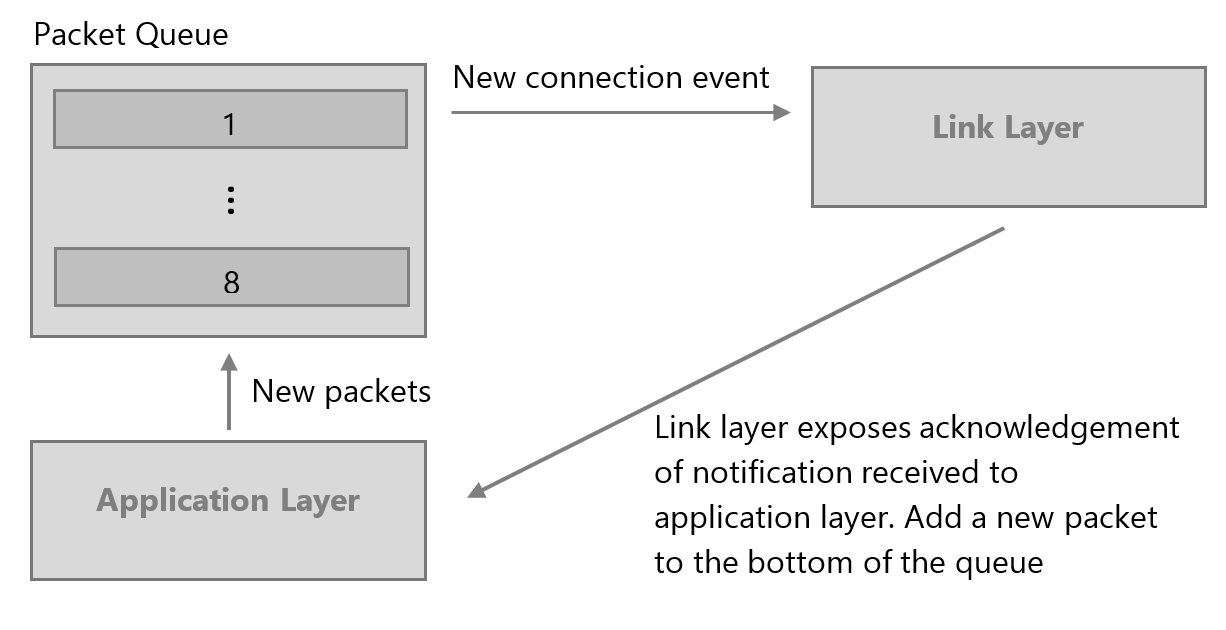 Packet Queue
New connection event
1
Link Layer
⋮
8
New packets
Application Layer
Link layer exposes acknowledgement
of notification received to
application layer. Add a new packet
to the bottom of the queue